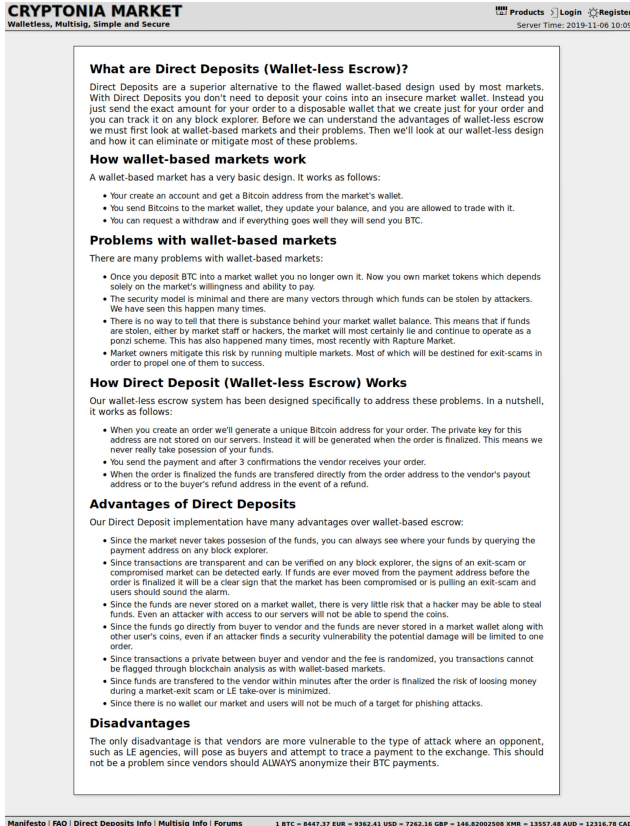 CRYPTONIA MARKET
Walletless, Multisig, Simple and Secure
Products Login Register
Server Time: 2019-11-06 10:09
What are Direct Deposits (Wallet-less Escrow)?
Direct Deposits are a superior alternative to the flawed wallet-based design used by most markets.
With Direct Deposits you don't need to deposit your coins into an insecure market wallet. Instead you
just send the exact amount for your order to a disposable wallet that we create just for your order and
you can track it on any block explorer. Before we can understand the advantages of wallet-less escrow
we must first look at wallet-based markets and their problems. Then we'll look at our wallet-less design
and how it can eliminate or mitigate most of these problems.
How wallet-based markets work
A wallet-based market has a very basic design. It works as follows:
• Your create an account and get a Bitcoin address from the market's wallet.
• You send Bitcoins to the market wallet, they update your balance, and you are allowed to trade with it.
• You can request a withdraw and if everything goes well they will send you BTC.
Problems with wallet-based markets
There are many problems with wallet-based markets:
• Once you deposit BTC into a market wallet you no longer own it. Now you own market tokens which depends
solely on the market's willingness and ability to pay.
• The security model is minimal and there are many vectors through which funds can be stolen by attackers.
We have seen this happen many times.
• There is no way to tell that there is substance behind your market wallet balance. This means that if funds
are stolen, either by market staff or hackers, the market will most certainly lie and continue to operate as a
ponzi scheme. This has also happened many times, most recently with Rapture Market.
• Market owners mitigate this risk by running multiple markets. Most of which will be destined for exit-scams in
order to propel one of them to success.
How Direct Deposit (Wallet-less Escrow) Works
Our wallet-less escrow system has been designed specifically to address these problems. In a nutshell,
it works as follows:
• When you create an order we'll generate a unique Bitcoin address for your order. The private key for this
address are not stored on our servers. Instead it will be generated when the order is finalized. This means we
never really take posession of your funds.
• You send the payment and after 3 confirmations the vendor receives your order.
• When the order is finalized the funds are transfered directly from the order address to the vendor's payout
address or to the buyer's refund address in the event of a refund.
Advantages of Direct Deposits
Our Direct Deposit implementation have many advantages over wallet-based escrow:
• Since the market never takes possesion of the funds, you can always see where your funds by querying the
payment address on any block explorer.
• Since transactions are transparent and can be verified on any block explorer, the signs of an exit-scam or
compromised market can be detected early. If funds are ever moved from the payment address before the
order is finalized it will be a clear sign that the market has been compromised or is pulling an exit-scam and
users should sound the alarm.
• Since the funds are never stored on a market wallet, there is very little risk that a hacker may be able to steal
funds. Even an attacker with access to our servers will not be able to spend the coins.
• Since the funds go directly from buyer to vendor and the funds are never stored in a market wallet along with
other user's coins, even if an attacker finds a security vulnerability the potential damage will be limited to one
order.
• Since transactions a private between buyer and vendor and the fee is randomized, you transactions cannot
be flagged through blockchain analysis as with wallet-based markets.
• Since funds are transfered to the vendor within minutes after the order is finalized the risk of loosing money
during a market-exit scam or LE take-over is minimized.
• Since there is no wallet our market and users will not be much of a target for phishing attacks.
Disadvantages
The only disadvantage is that vendors are more vulnerable to the type of attack where an opponent,
such as LE agencies, will pose as buyers and attempt to trace a payment to the exchange. This should
not be a problem since vendors should ALWAYS anonymize their BTC payments.
Manifesto | FAQ | Direct Deposits Info | Multisig Info | Forums
1 BTC = 8447.37 EUR = 9362.41 USD = 7262.16 GBP = 146.82002508 XMR = 13557.48 AUD = 12316.78 CAD